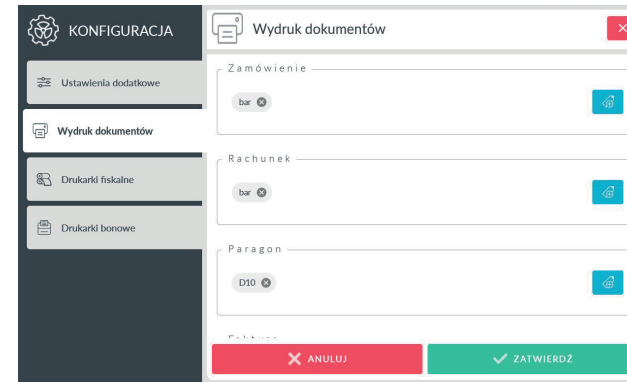 KONFIGURACJA
Wydruk dokumentów
Ustawienia dodatkowe
Wydruk dokumentów
Drukarki fiskalne
Drukarki bonowe
Zamówienie
bar
Rachunek
bar
Paragon
D10
ANULUJ
ZATWIERDŹ